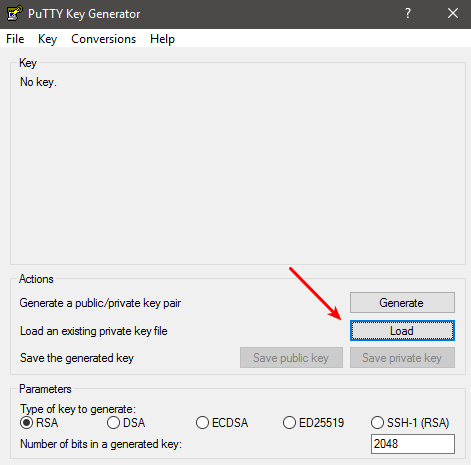 PuTTY Key Generator ?
File Key Conversions Help
Key
No key.
Actions
Generate a public/private key pair Generate
Load an existing private key file Load
Save the generated key Save public key Save private key
Parameters
Type of key to generate:
RSA DSA ECDSA ED25519 SSH-1 (RSA)
Number of bits in a generated key: 2048